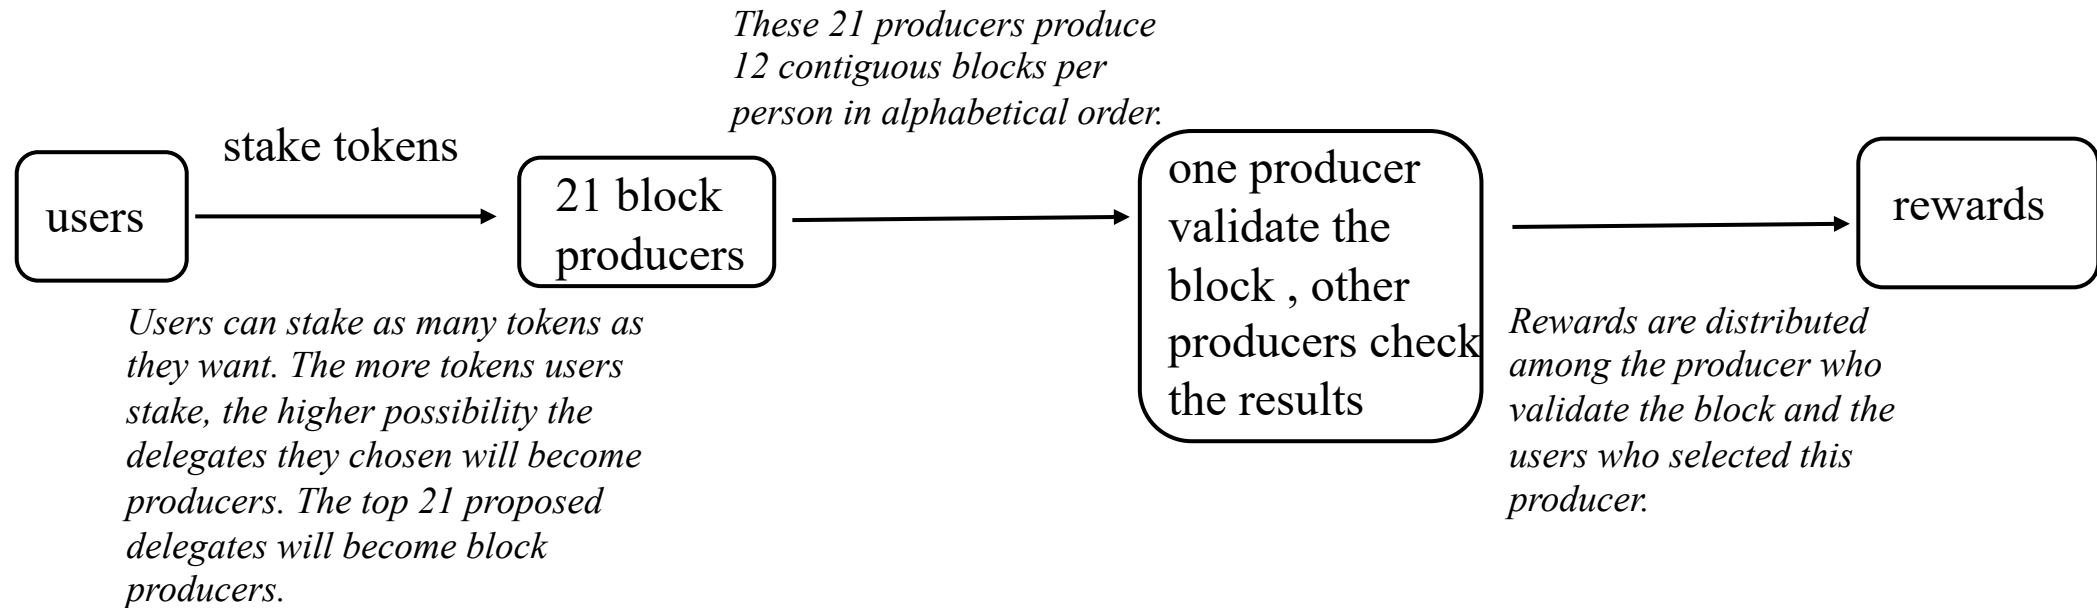 These 21 producers produce
12 contiguous blocks per
person in alphabetical order.
stake tokens
users
21 block
producers
one producer
validate the
block , other
producers check
the results
rewards
Users can stake as many tokens as
they want. The more tokens users
stake, the higher possibility the
delegates they chosen will become
producers. The top 21 proposed
delegates will become block
producers.
Rewards are distributed
among the producer who
validate the block and the
users who selected this
producer.